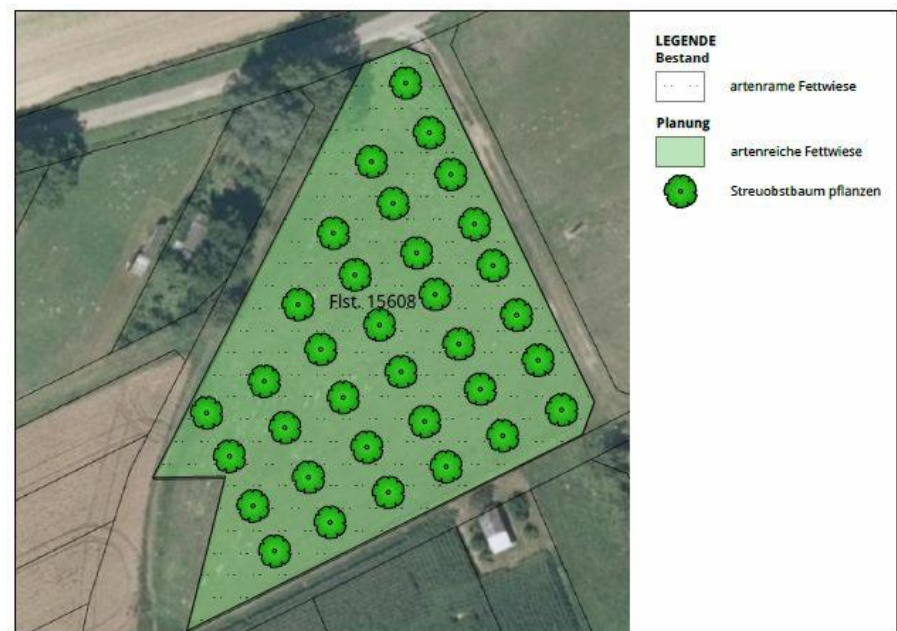 LEGENDE
Bestand
artenrame Fettwiese
Planung
artenreiche Fettwiese
Streuobstbaum pflanzen
Flst. 15608